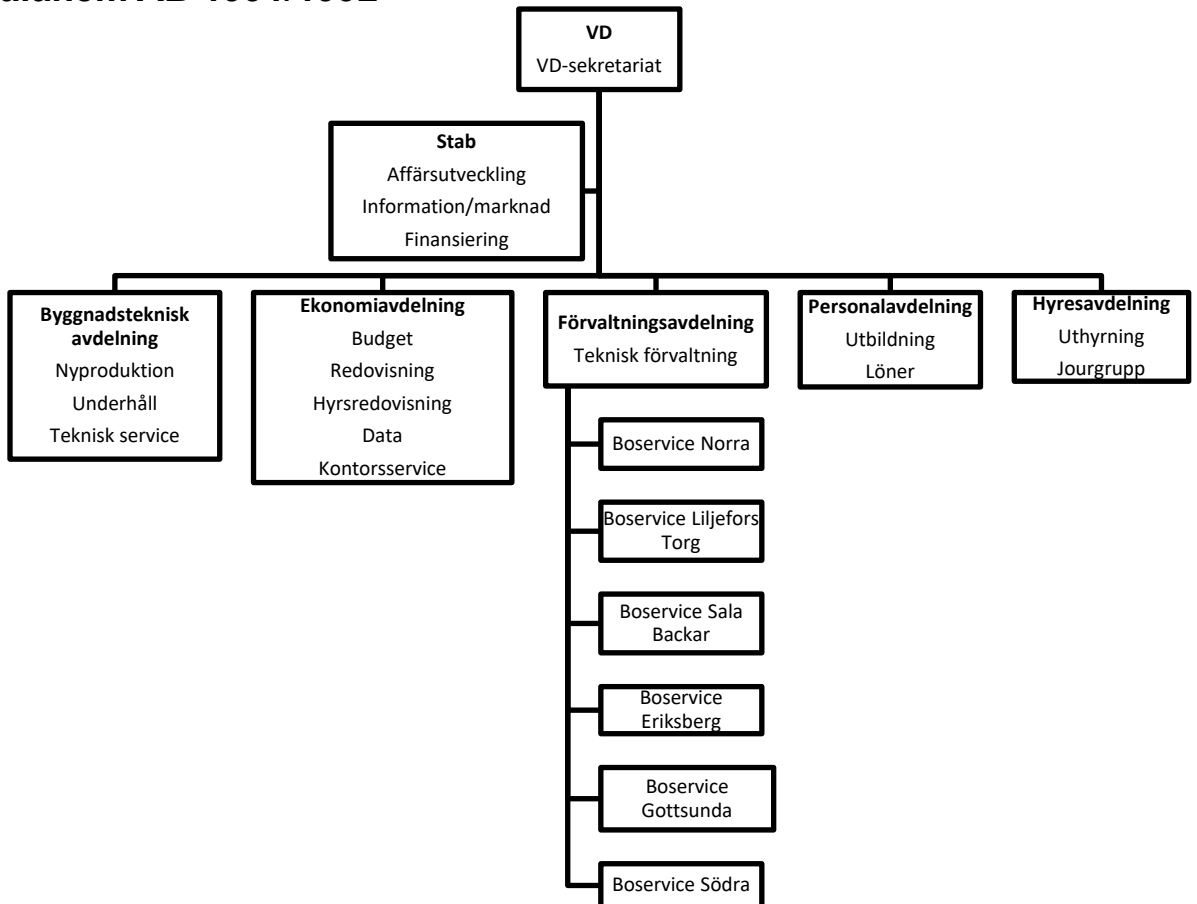 VD
VD-sekretariat
Stab
Affärsutveckling
Information/marknad
Finansiering
Byggnadsteknisk
avdelning
Nyproduktion
Underhåll
Teknisk service
Ekonomiavdelning
Budget
Redovisning
Hyrsredovisning
Data
Kontorsservice
Förvaltningsavdelning
Teknisk förvaltning
Personalavdelning
Utbildning
Löner
Hyresavdelning
Uthyrning
Jourgrupp
Boservice Norra
Boservice Liljefors
Torg
Boservice Sala
Backar
Boservice
Eriksberg
Boservice
Gottsunda
Boservice Södra